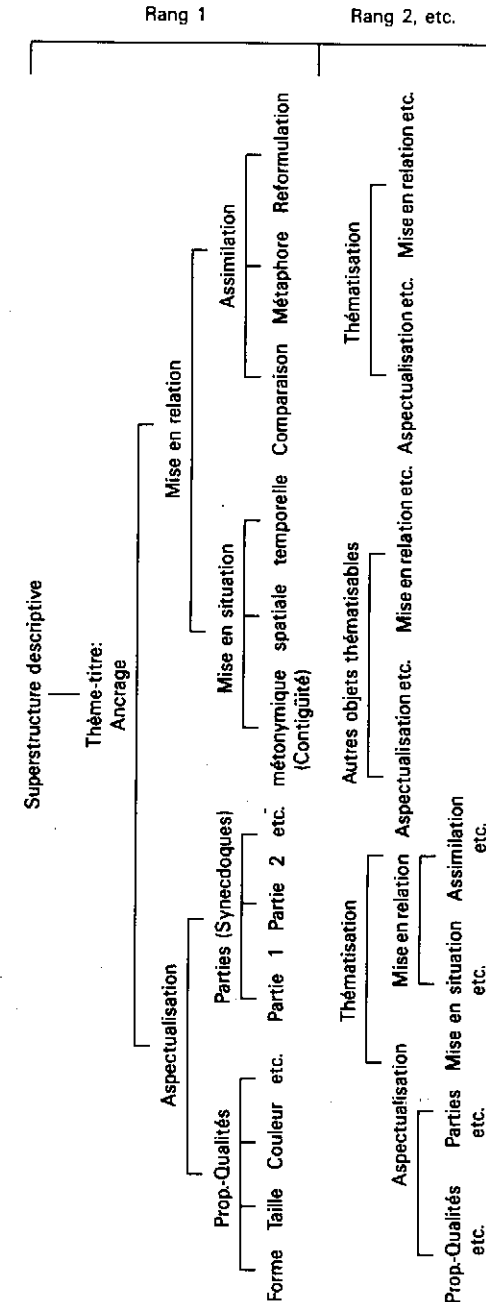 Rang 1
Rang 2, etc.
Superstructure descriptive
Thème-titre:
Ancrage
Aspectualisation
Mise en relation
Prop.-Qualités
Parties (Synecdoques)
Mise en situation
Assimilation
Forme Taille Couleur etc.
Partie 1 Partie 2 etc.
métonymique spatiale temporelle
(Contigüité)
Comparaison Métaphore Reformulation
Thématisation
Autres objets thématisables
Thématisation
Aspectualisation
Mise en relation
Aspectualisation etc. Mise en relation etc.
Aspectualisation etc. Mise en relation etc.
Prop.-Qualités Parties Mise en situation Assimilation
etc. etc. etc. etc.